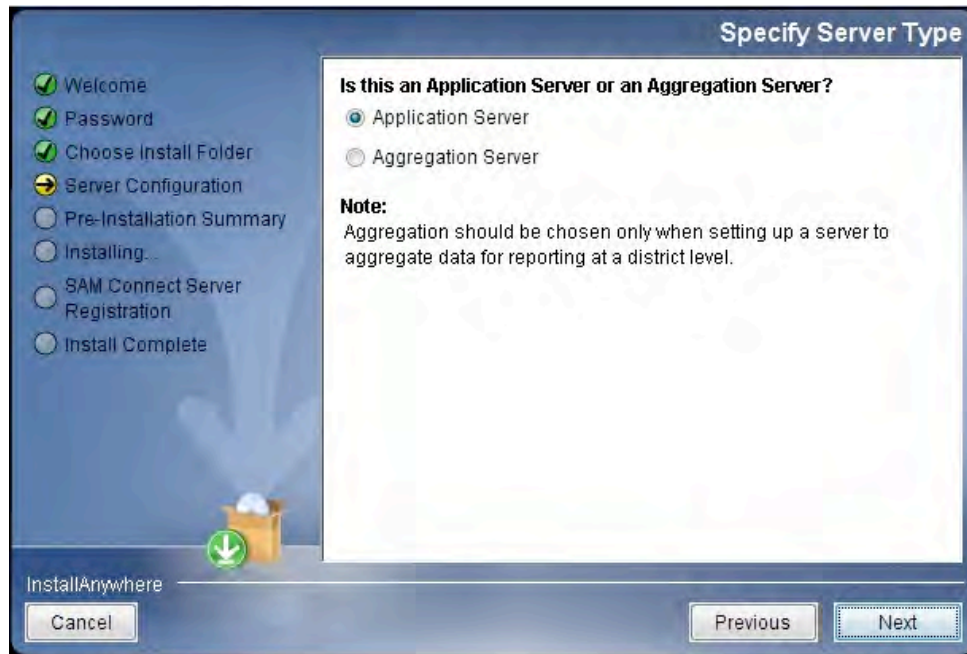 Specify Server Type
Welcome
Password
Choose Install Folder
Server Configuration
Pre-Installation Summary
Installing...
SAM Connect Server
Registration
Install Complete
Is this an Application Server or an Aggregation Server?
Application Server
Aggregation Server
Note:
Aggregation should be chosen only when setting up a server to
aggregate data for reporting at a district level.
InstallAnywhere
Cancel
Previous
Next